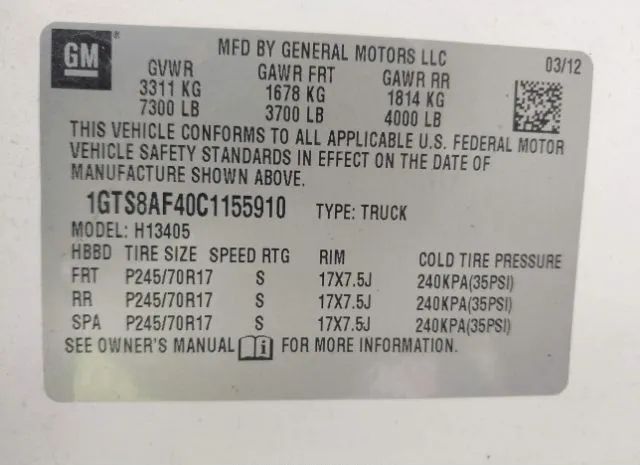 GM
MFD BY GENERAL MOTORS LLC
03/12
GVWR GAWR FRT GAWR RR
3311 KG 1678 KG 1814 KG
7300 LB 3700 LB 4000 LB
THIS VEHICLE CONFORMS TO ALL APPLICABLE U.S. FEDERAL MOTOR
VEHICLE SAFETY STANDARDS IN EFFECT ON THE DATE OF
MANUFACTURE SHOWN ABOVE.
1GTS8AF40C1155910 TYPE: TRUCK
MODEL: H13405
HBBD TIRE SIZE SPEED RTG RIM COLD TIRE PRESSURE
FRT P245/70R17 S 17X7.5J 240KPA(35PSI)
RR P245/70R17 S 17X7.5J 240KPA(35PSI)
SPA P245/70R17 S 17X7.5J 240KPA(35PSI)
SEE OWNER'S MANUAL FOR MORE INFORMATION.